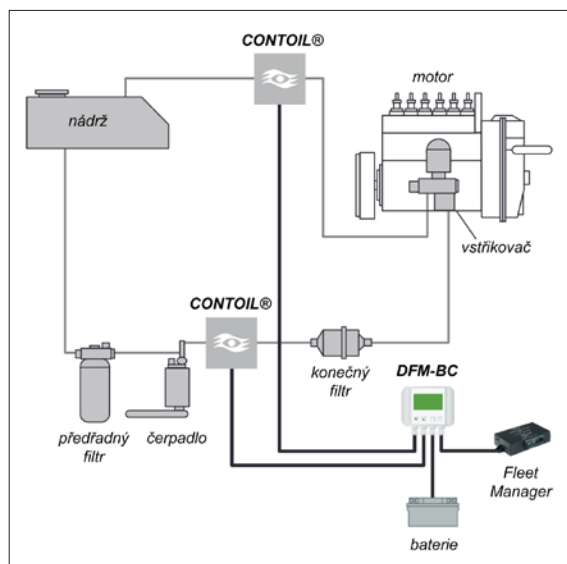 CONTOIL®
motor
nádrž
vstřikovač
CONTOIL®
konečný
filtr
DFM-BC
předřadný
filtr
čerpadlo
Fleet
Manager
baterie